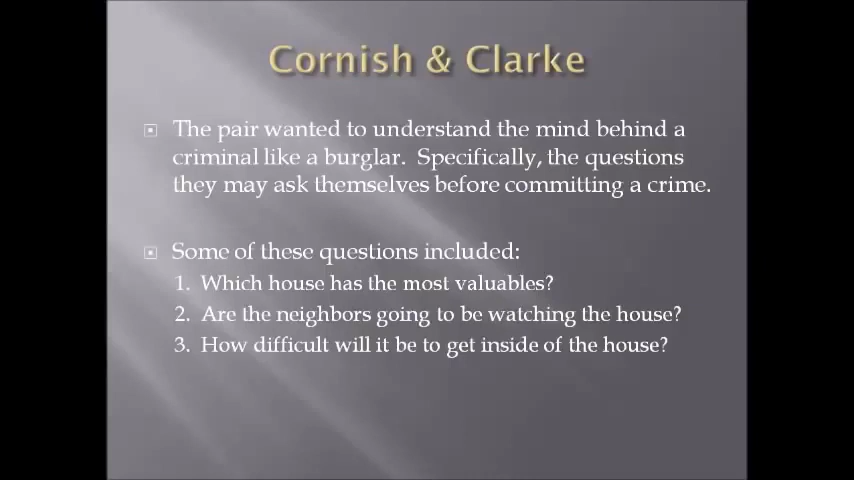 Cornish & Clarke
The pair wanted to understand the mind behind a
criminal like a burglar.  Specifically, the questions
they may ask themselves before committing a crime.
Some of these questions included:
1. Which house has the most valuables?
2. Are the neighbors going to be watching the house?
3. How difficult will it be to get inside of the house?